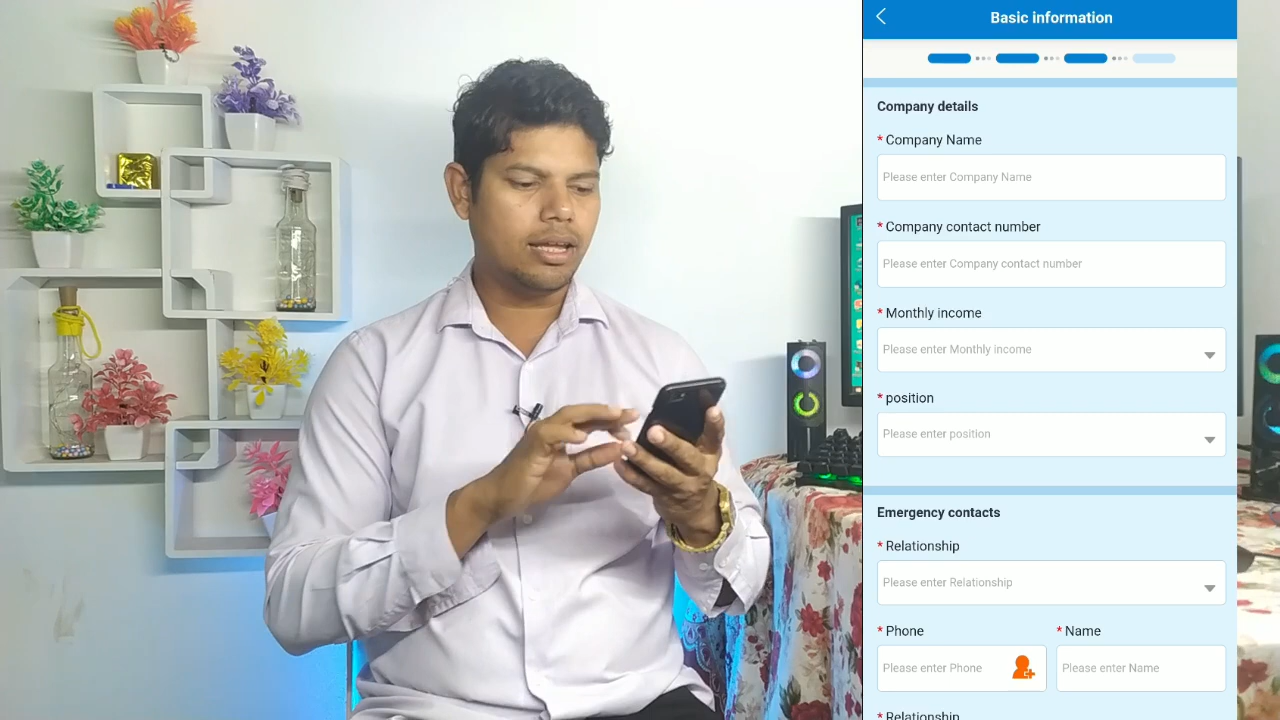 Basic information
Company details
* Company Name
Please enter Company Name
* Company contact number
Please enter Company contact number
* Monthly income
Please enter Monthly income
* position
Please enter position
Emergency contacts
* Relationship
Please enter Relationship
* Phone * Name
Please enter Phone Please enter Name
* Relationship